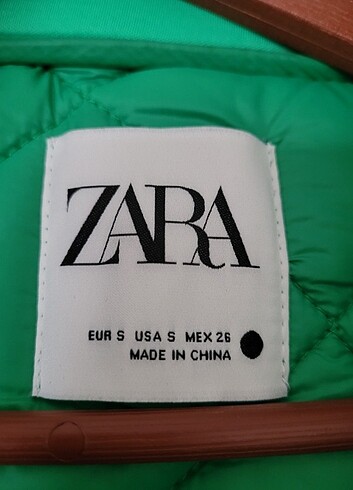 ZARA
EUR S USA S MEX 26
MADE IN CHINA